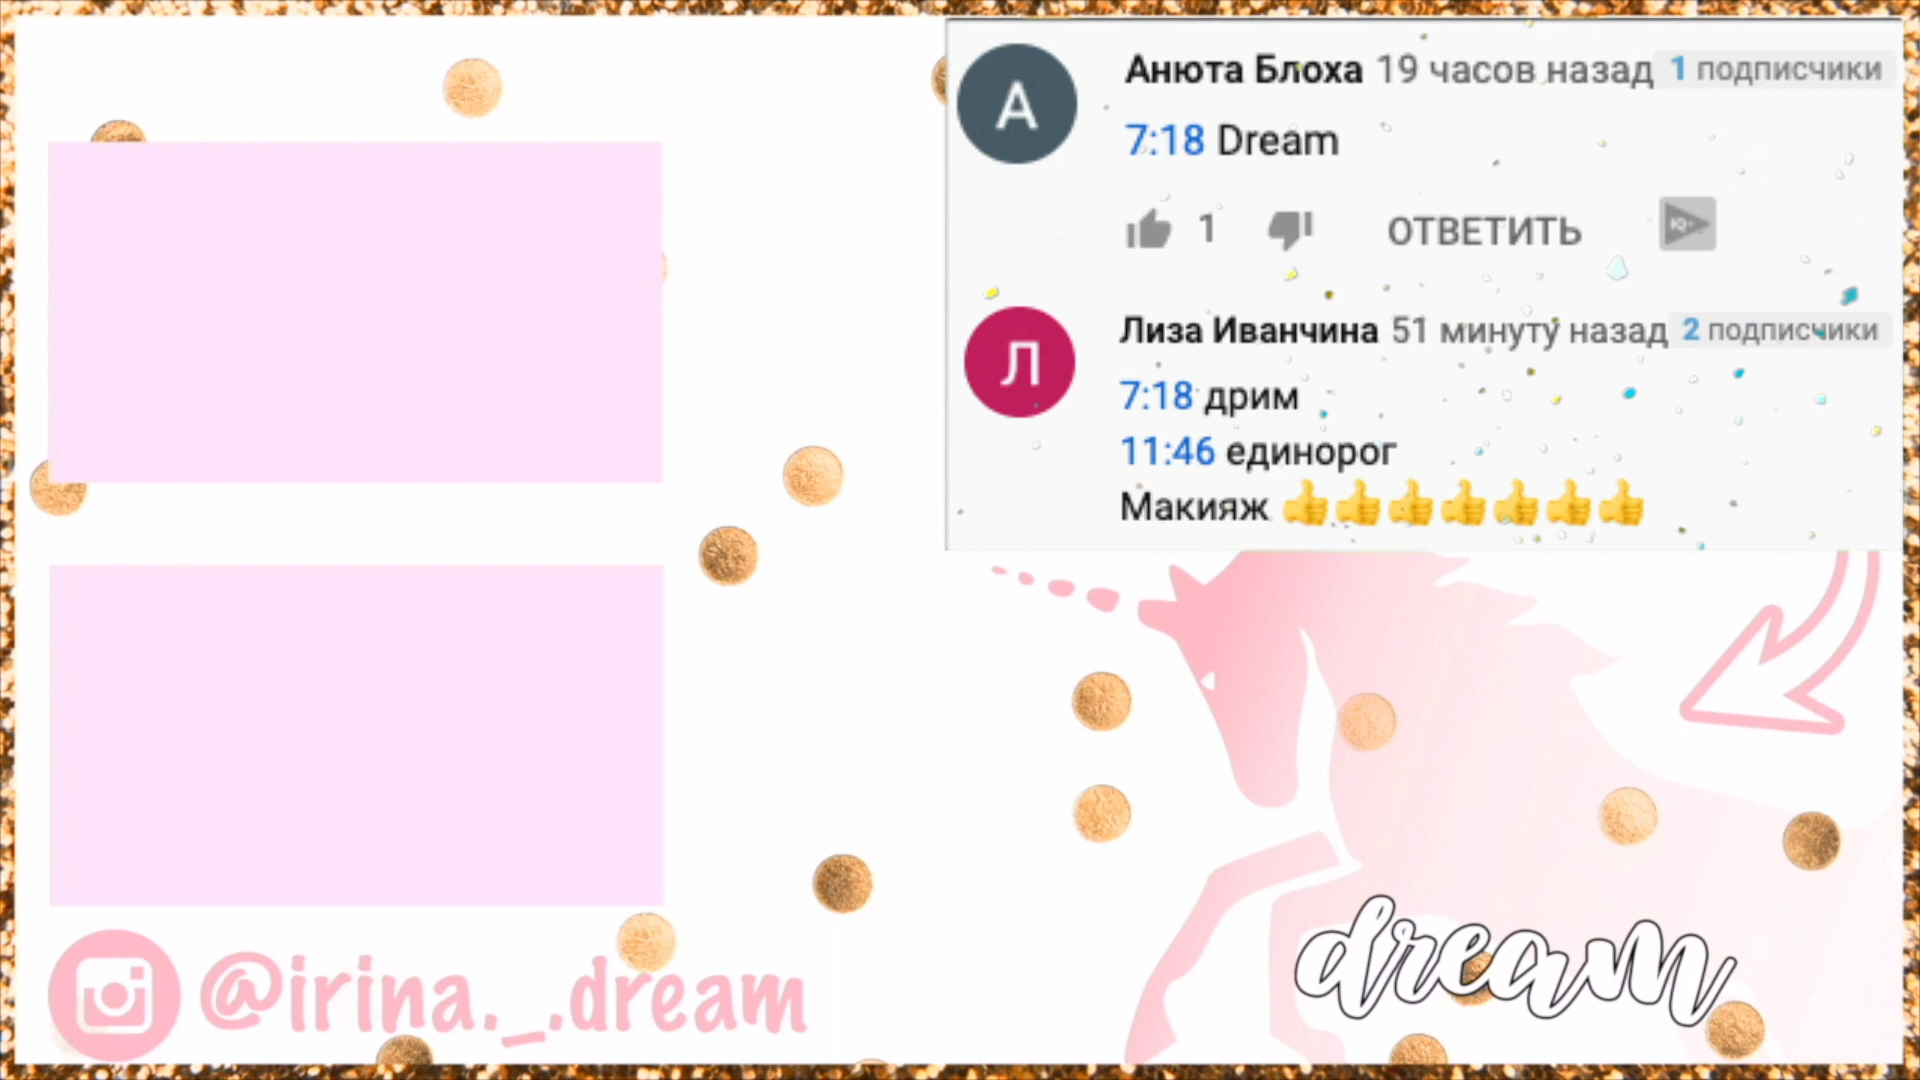 А
Анюта Блоха 19 часов назад 1 подписчики
7:18 Dream
1 ОТВЕТИТЬ
Л
Лиза Иванчина 51 минуту назад 2 подписчики
7:18 дрим
11:46 единорог
Макияж 👍👍👍👍👍👍👍
@irina._.dream
dream